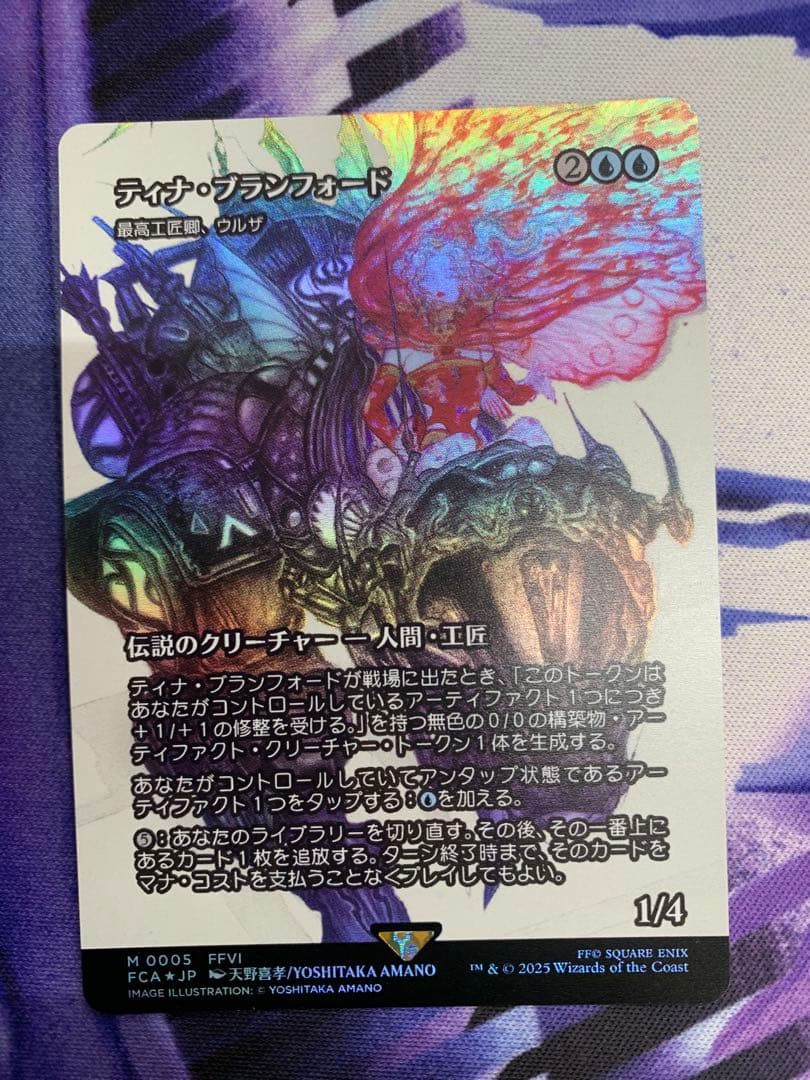 ティナ・ブランフォード ②
最高工匠卿、ウルザ
伝説のクリーチャー ― 人間・工匠
ティナ・ブランフォードが戦場に出たとき、「このトークンは
あなたがコントロールしているアーティファクト1つにつき
+1/+1の修整を受ける。」を持つ無色の0/0の構築物・アー
ティファクト・クリーチャー・トークン1体を生成する。
あなたがコントロールしていてアンタップ状態であるアー
ティファクト1つをタップする:を加える。
⑤:あなたのライブラリーを切り直す。その後、その一番上に
あるカード1枚を追放する。ターン終了時まで、そのカードを
マナ・コストを支払うことなくプレイしてもよい。
1/4
M 0005 FFVI
FCA★JP 天野喜孝/YOSHITAKA AMANO
IMAGE ILLUSTRATION: © YOSHITAKA AMANO
FF© SQUARE ENIX
™ & © 2025 Wizards of the Coast